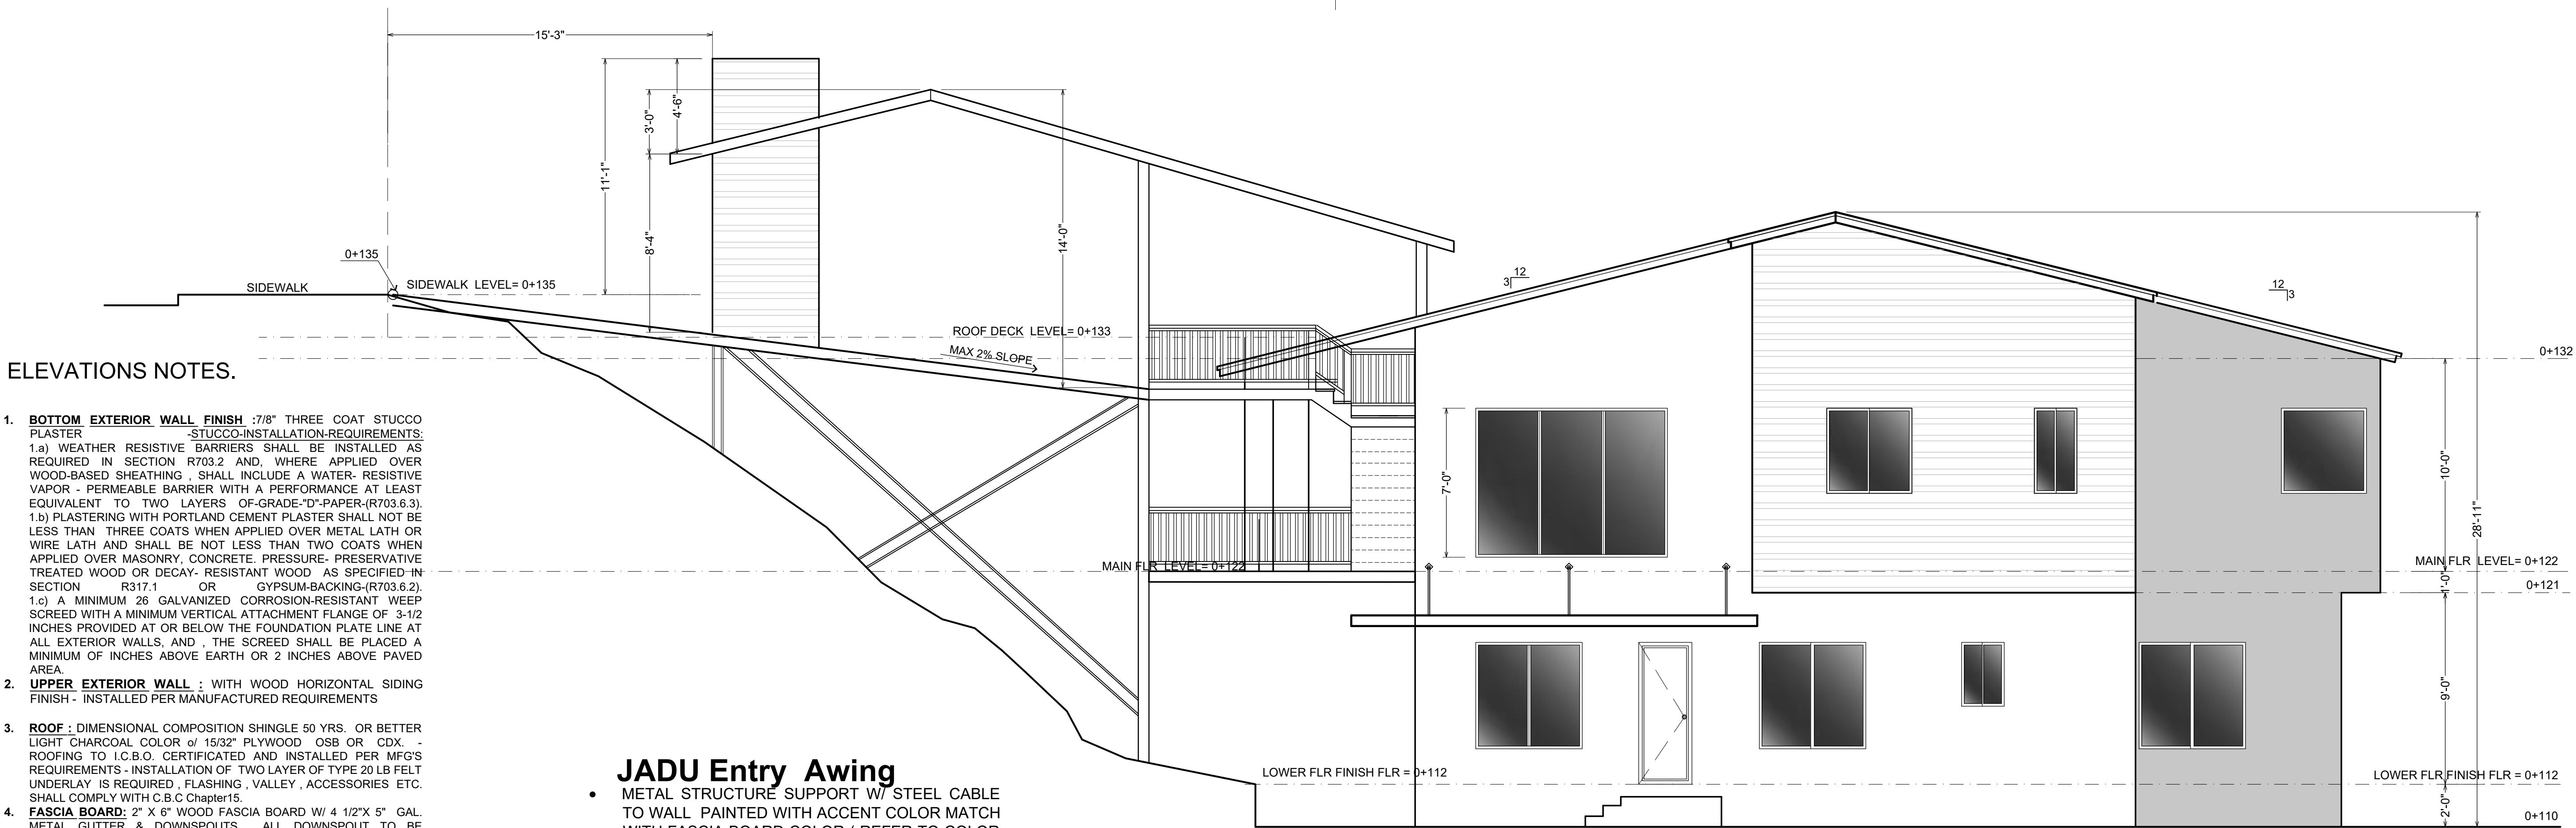 15'-3"
4'-6"
3'-0"
11'-1"
8'-4"
14'-0"
0+135
SIDEWALK
SIDEWALK LEVEL= 0+135
ROOF DECK LEVEL= 0+133
MAX 2% SLOPE
12
3
12
3
0+132
7'-0"
10'-0"
28'-11"
MAIN FLR LEVEL= 0+122
MAIN FLR LEVEL= 0+122
1'-0"
0+121
9'-0"
LOWER FLR FINISH FLR = 0+112
LOWER FLR FINISH FLR = 0+112
2'-0"
0+110
ELEVATIONS NOTES.
1. BOTTOM EXTERIOR WALL FINISH :7/8" THREE COAT STUCCO
PLASTER -STUCCO-INSTALLATION-REQUIREMENTS:
1.a) WEATHER RESISTIVE BARRIERS SHALL BE INSTALLED AS
REQUIRED IN SECTION R703.2 AND, WHERE APPLIED OVER
WOOD-BASED SHEATHING , SHALL INCLUDE A WATER- RESISTIVE
VAPOR - PERMEABLE BARRIER WITH A PERFORMANCE AT LEAST
EQUIVALENT TO TWO LAYERS OF-GRADE-"D"-PAPER-(R703.6.3).
1.b) PLASTERING WITH PORTLAND CEMENT PLASTER SHALL NOT BE
LESS THAN THREE COATS WHEN APPLIED OVER METAL LATH OR
WIRE LATH AND SHALL BE NOT LESS THAN TWO COATS WHEN
APPLIED OVER MASONRY, CONCRETE. PRESSURE- PRESERVATIVE
TREATED WOOD OR DECAY- RESISTANT WOOD AS SPECIFIED IN
SECTION R317.1 OR GYPSUM-BACKING-(R703.6.2).
1.c) A MINIMUM 26 GALVANIZED CORROSION-RESISTANT WEEP
SCREED WITH A MINIMUM VERTICAL ATTACHMENT FLANGE OF 3-1/2
INCHES PROVIDED AT OR BELOW THE FOUNDATION PLATE LINE AT
ALL EXTERIOR WALLS, AND , THE SCREED SHALL BE PLACED A
MINIMUM OF INCHES ABOVE EARTH OR 2 INCHES ABOVE PAVED
AREA.
2. UPPER EXTERIOR WALL : WITH WOOD HORIZONTAL SIDING
FINISH - INSTALLED PER MANUFACTURED REQUIREMENTS
3. ROOF : DIMENSIONAL COMPOSITION SHINGLE 50 YRS. OR BETTER
LIGHT CHARCOAL COLOR o/ 15/32" PLYWOOD OSB OR CDX. -
ROOFING TO I.C.B.O. CERTIFICATED AND INSTALLED PER MFG'S
REQUIREMENTS - INSTALLATION OF TWO LAYER OF TYPE 20 LB FELT
UNDERLAY IS REQUIRED , FLASHING , VALLEY , ACCESSORIES ETC.
SHALL COMPLY WITH C.B.C Chapter15.
4. FASCIA BOARD: 2" X 6" WOOD FASCIA BOARD W/ 4 1/2"X 5" GAL.
METAL GUTTER & DOWNSPOUTS . ALL DOWNSPOUT TO BE
JADU Entry Awing
• METAL STRUCTURE SUPPORT W/ STEEL CABLE
TO WALL PAINTED WITH ACCENT COLOR MATCH
WITH FASCIA BOARD COLOR ( REFER TO COLOR